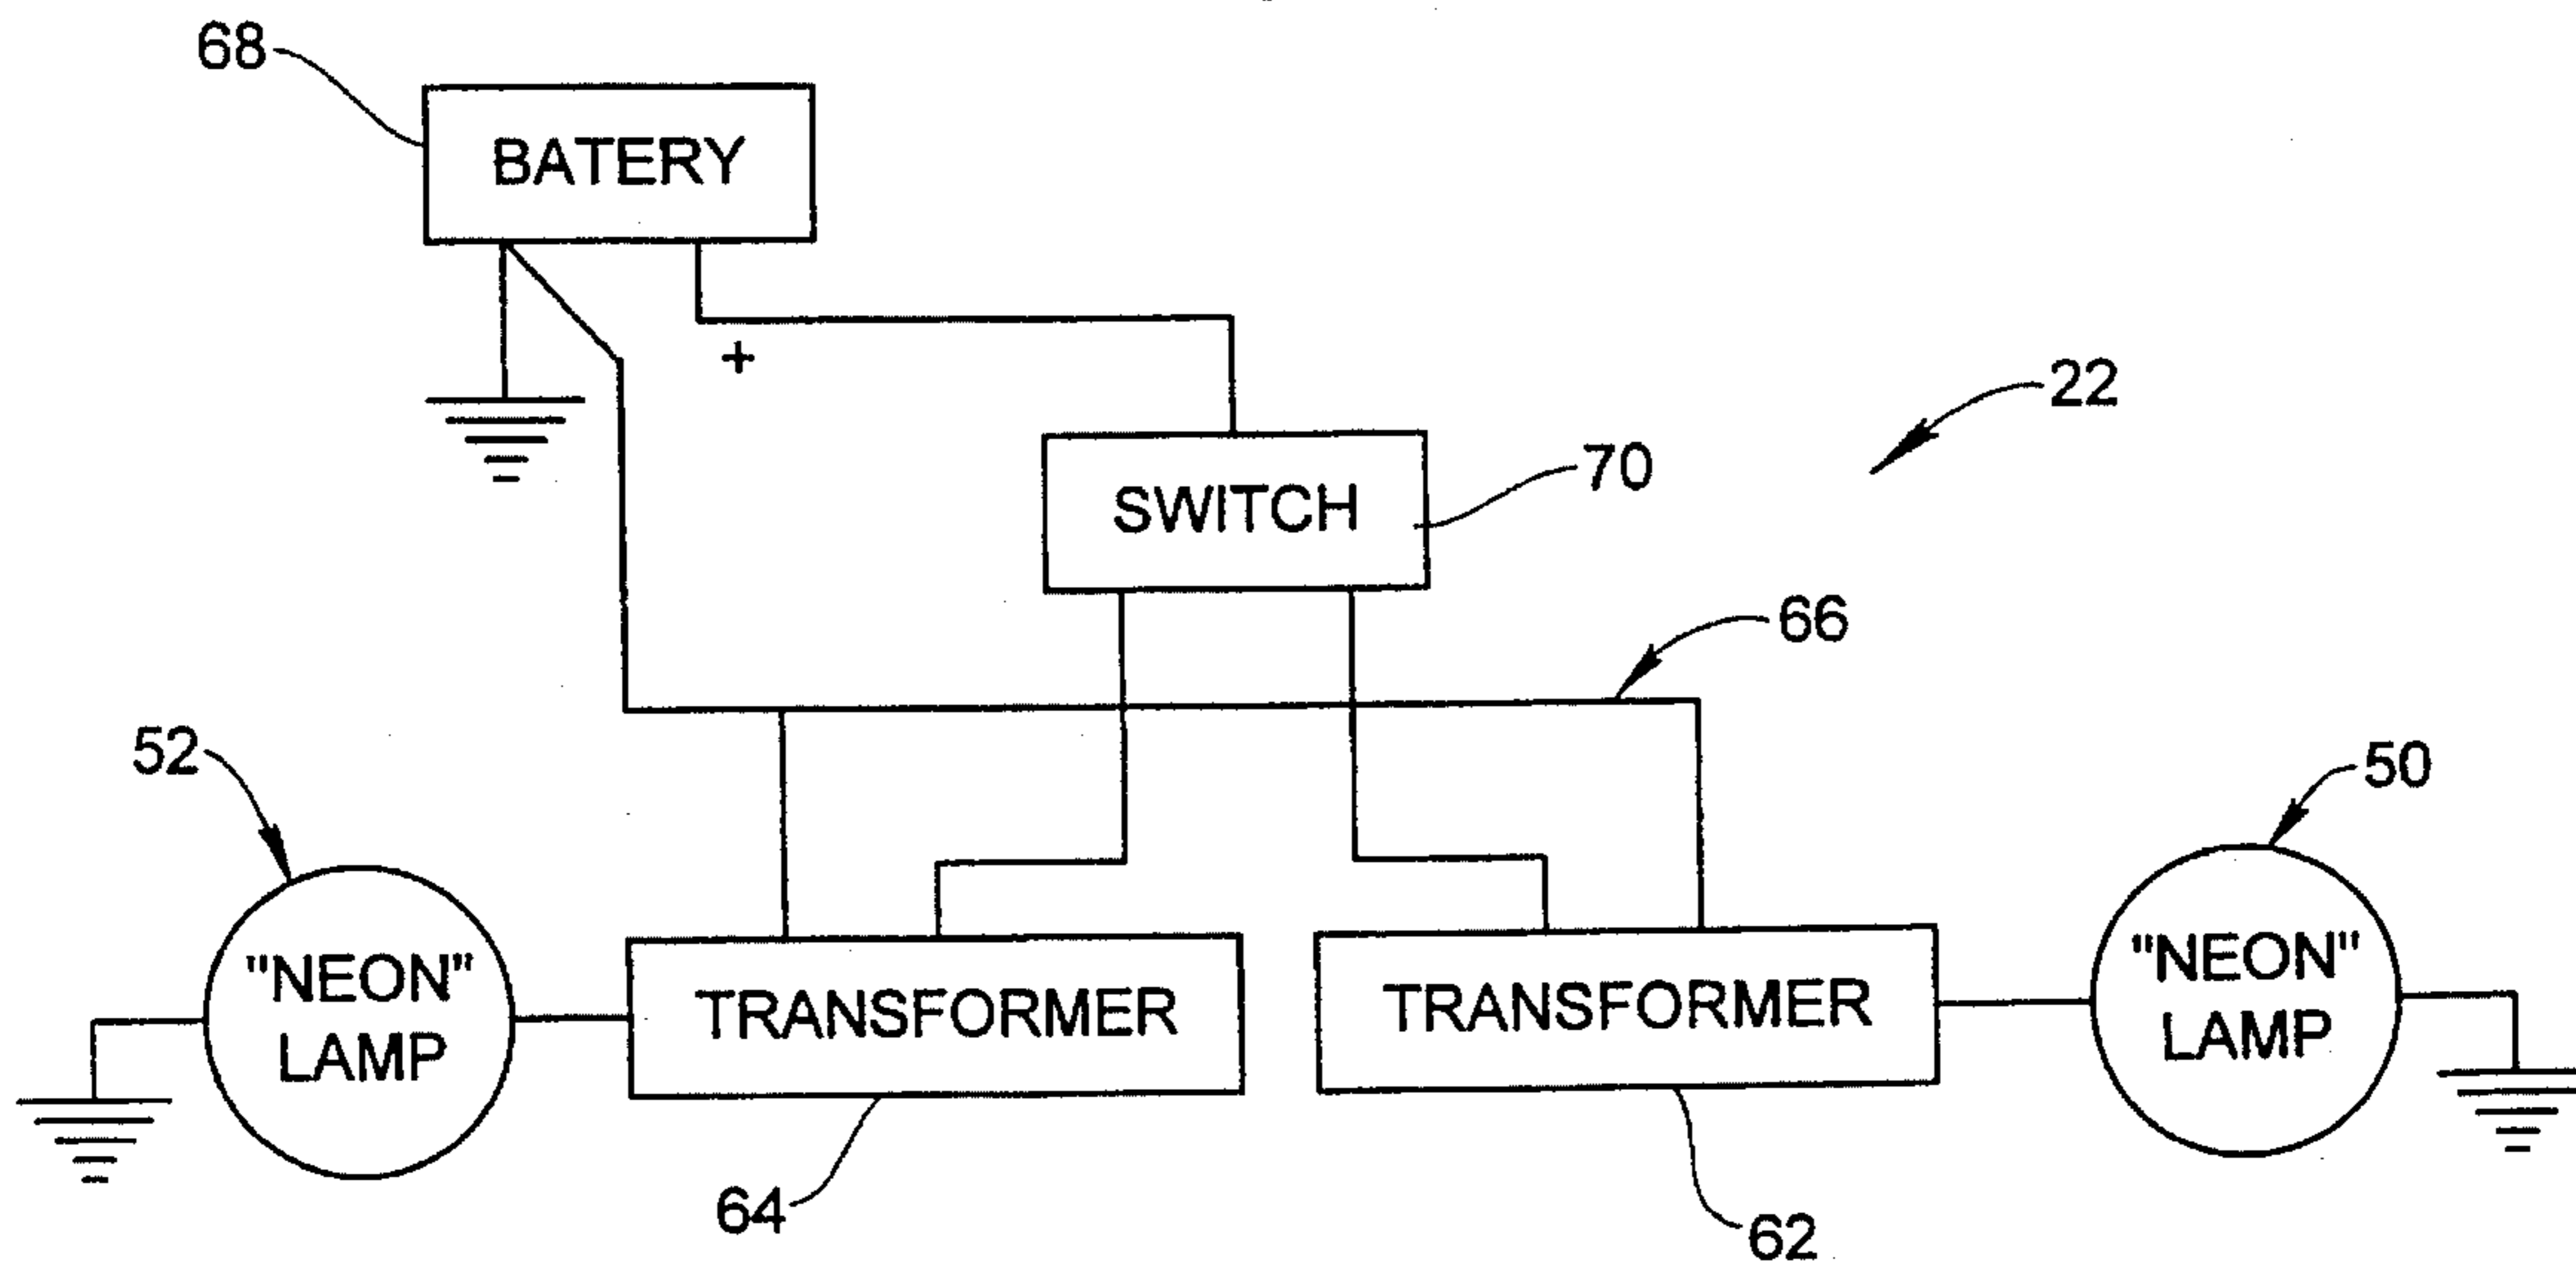 68
BATERY
+
22
SWITCH
70
66
52
50
"NEON"
LAMP
TRANSFORMER
TRANSFORMER
"NEON"
LAMP
64
62